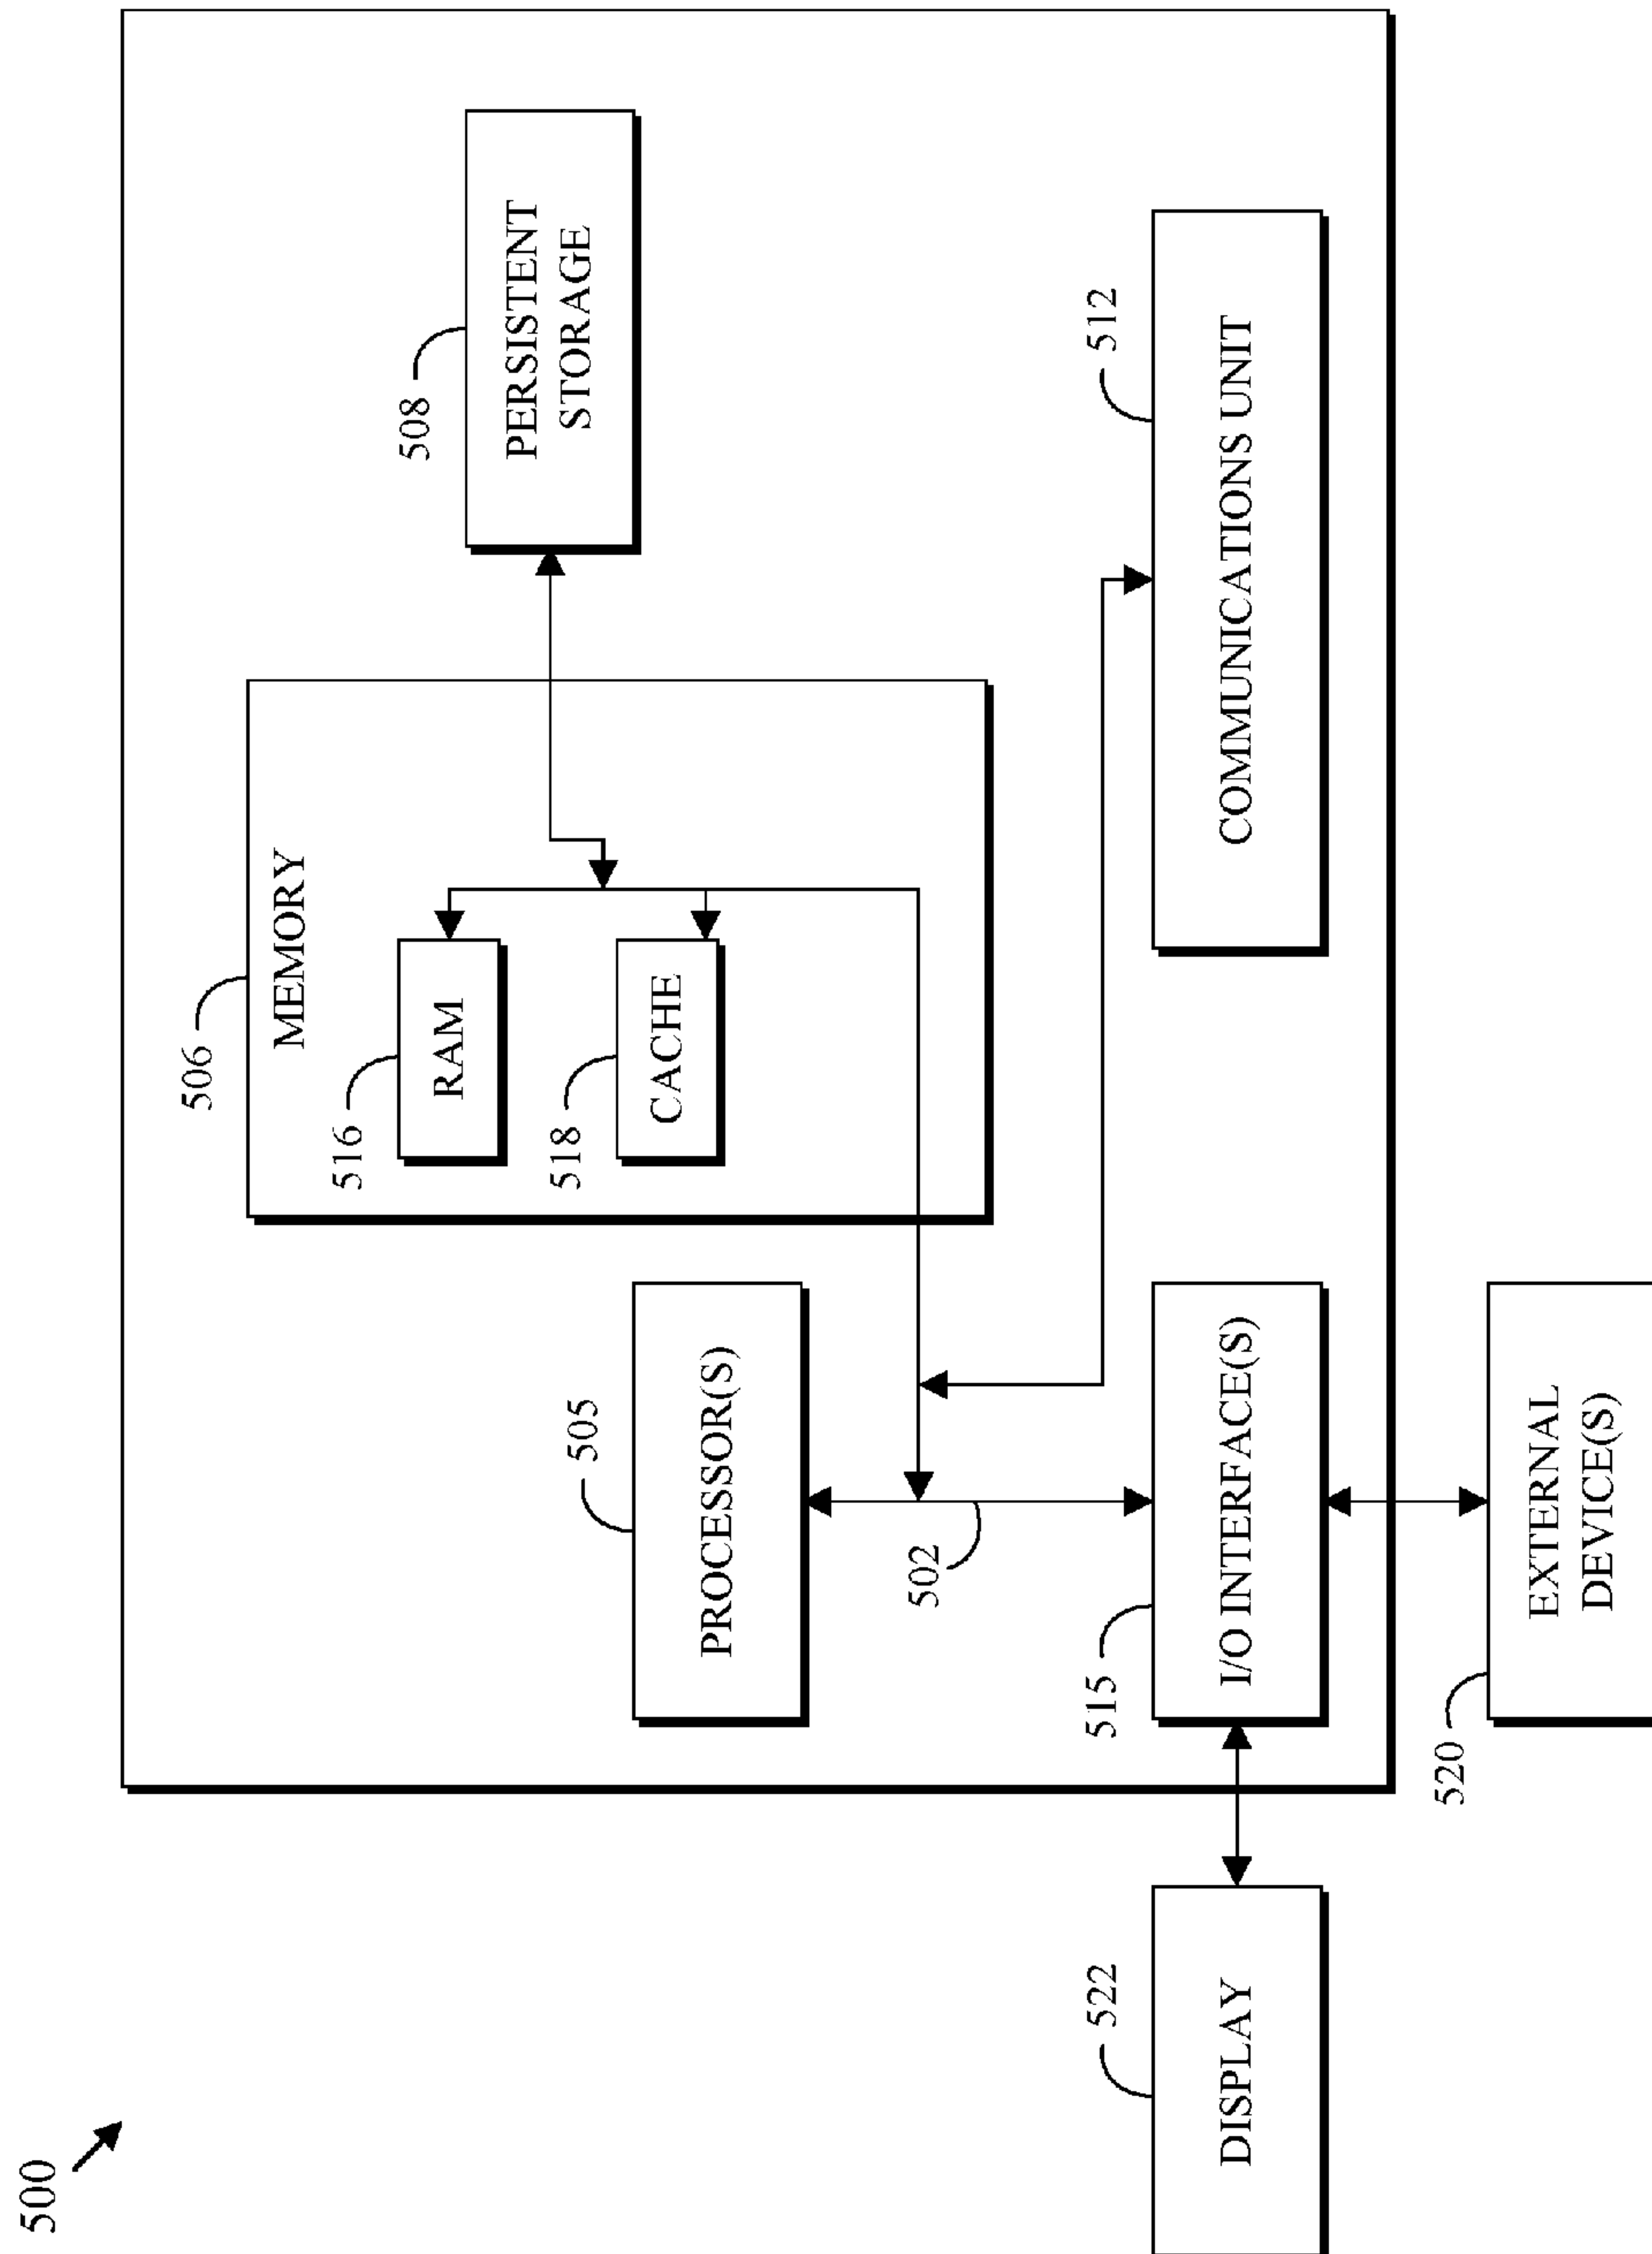 500
506
MEMORY
516
RAM
518
CACHE
508
PERSISTENT
STORAGE
505
PROCESSOR(S)
502
515
I/O INTERFACE(S)
512
COMMUNICATIONS UNIT
522
DISPLAY
520
EXTERNAL
DEVICE(S)